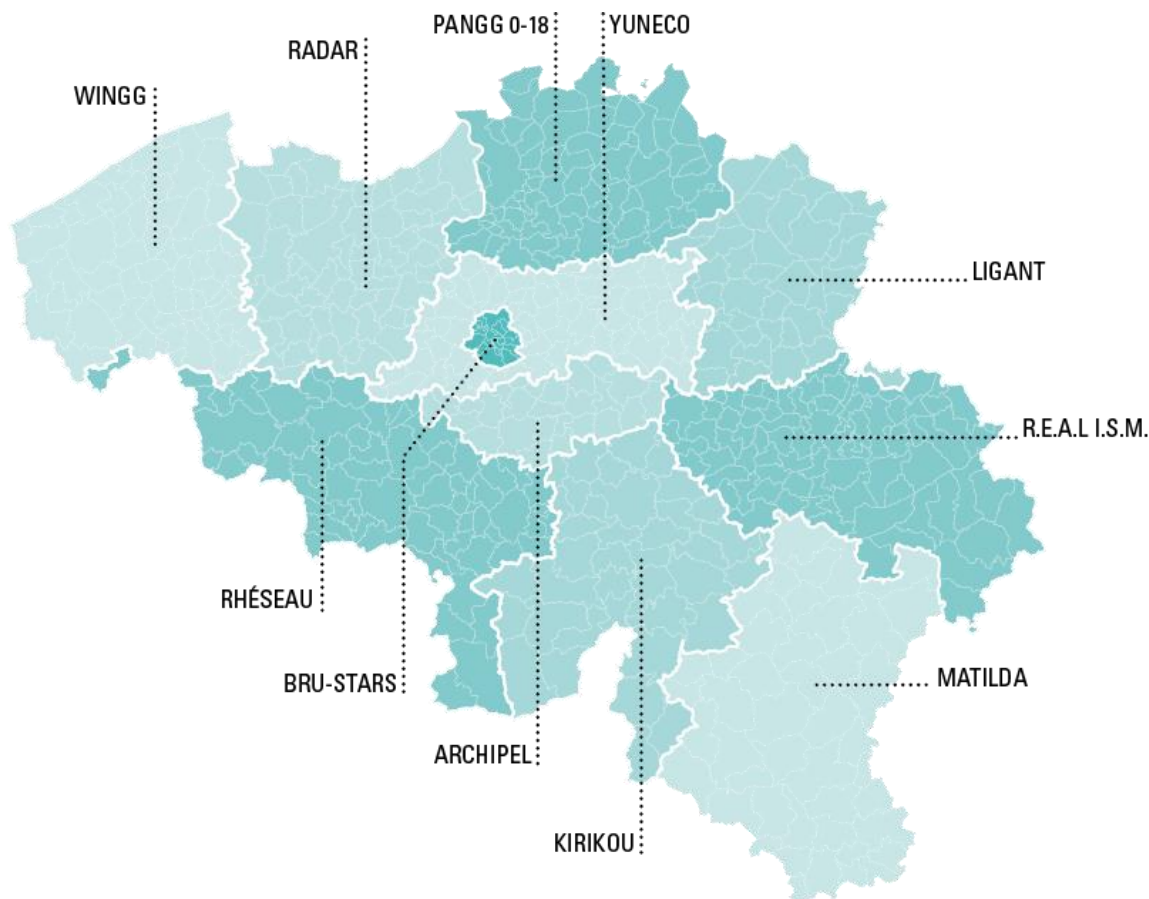 PANGG 0-18
YUNECO
RADAR
WINGG
LIGANT
R.E.A.L I.S.M.
RHÉSEAU
BRU-STARS
MATILDA
ARCHIPEL
KIRIKOU